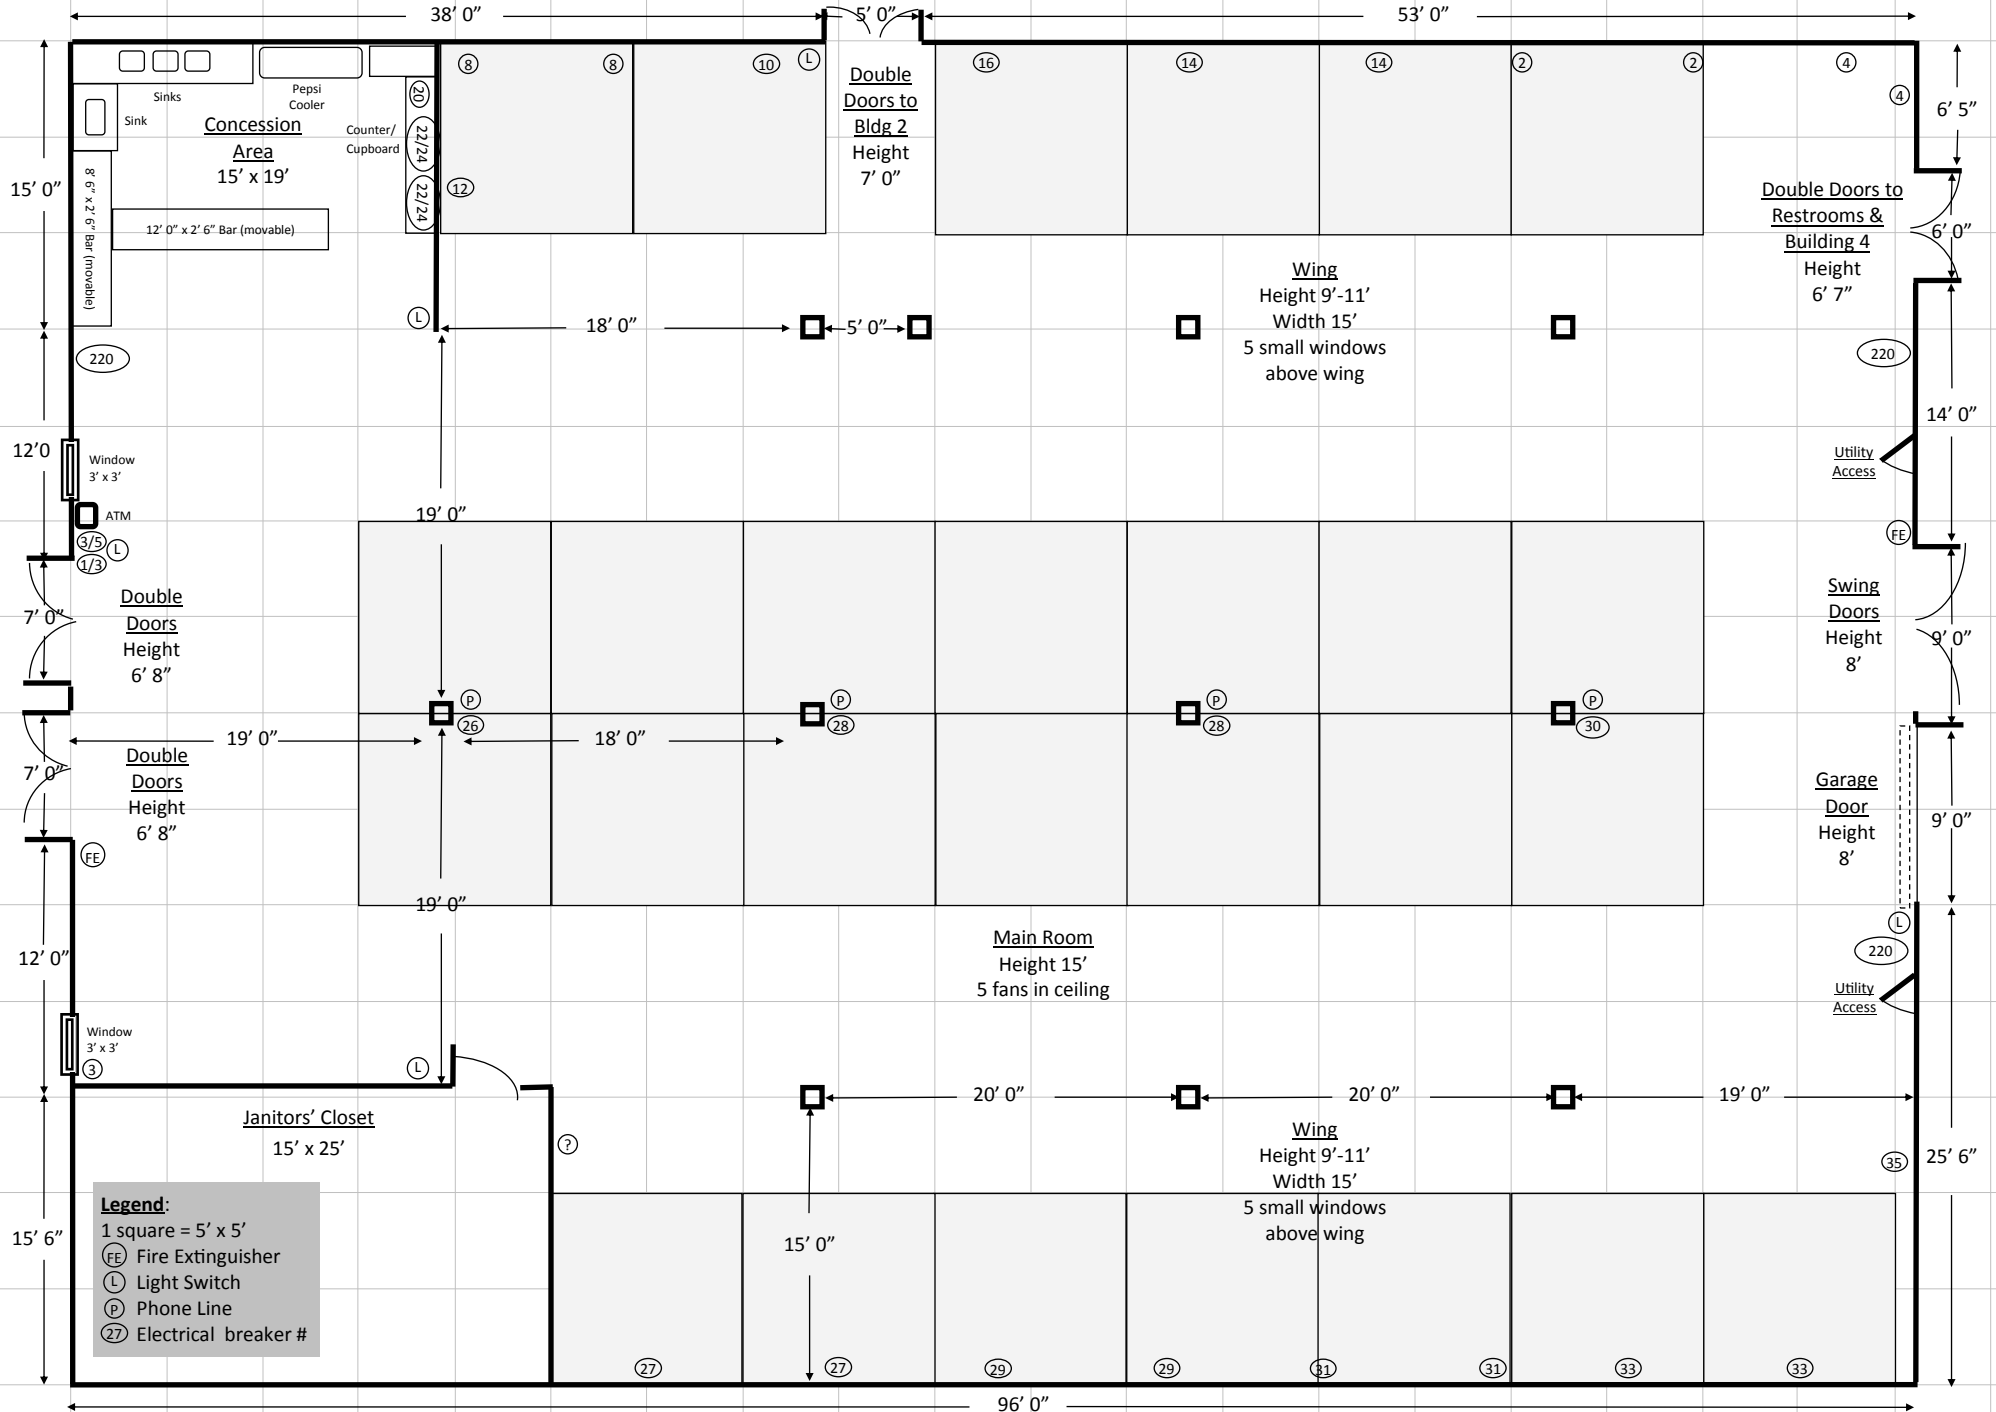 38’ 0”
5’ 0”
53’ 0”
8
8
10
L
16
14
14
2
2
4
4
Sinks
Pepsi
Cooler
Sink
Concession
Area
15’ x 19’
Counter/
Cupboard
20
22/24
22/24
12
Double
Doors to
Bldg 2
Height
7’ 0”
6’ 5”
15’ 0”
8’ 6” x 2’ 6” Bar (movable)
12’ 0” x 2’ 6” Bar (movable)
Double Doors to
Restrooms &
Building 4
Height
6’ 7”
6’ 0”
Wing
Height 9’-11’
Width 15’
5 small windows
above wing
L
18’ 0”
5’ 0”
220
220
14’ 0”
12’0
Window
3’ x 3’
Utility
Access
ATM
3/5
L
1/3
19’ 0”
FE
7’ 0”
Double
Doors
Height
6’ 8”
Swing
Doors
Height
8’
9’ 0”
P
26
P
28
P
28
P
30
19’ 0”
18’ 0”
7’ 0”
Double
Doors
Height
6’ 8”
Garage
Door
Height
8’
9’ 0”
FE
19’ 0”
L
220
12’ 0”
Main Room
Height 15’
5 fans in ceiling
Utility
Access
Window
3’ x 3’
3
L
20’ 0”
20’ 0”
19’ 0”
Janitors’ Closet
15’ x 25’
?
Wing
Height 9’-11’
Width 15’
5 small windows
above wing
35
25’ 6”
15’ 6”
15’ 0”
Legend:
1 square = 5’ x 5’
FE Fire Extinguisher
L Light Switch
P Phone Line
27 Electrical breaker #
27
27
29
29
31
31
33
33
96’ 0”